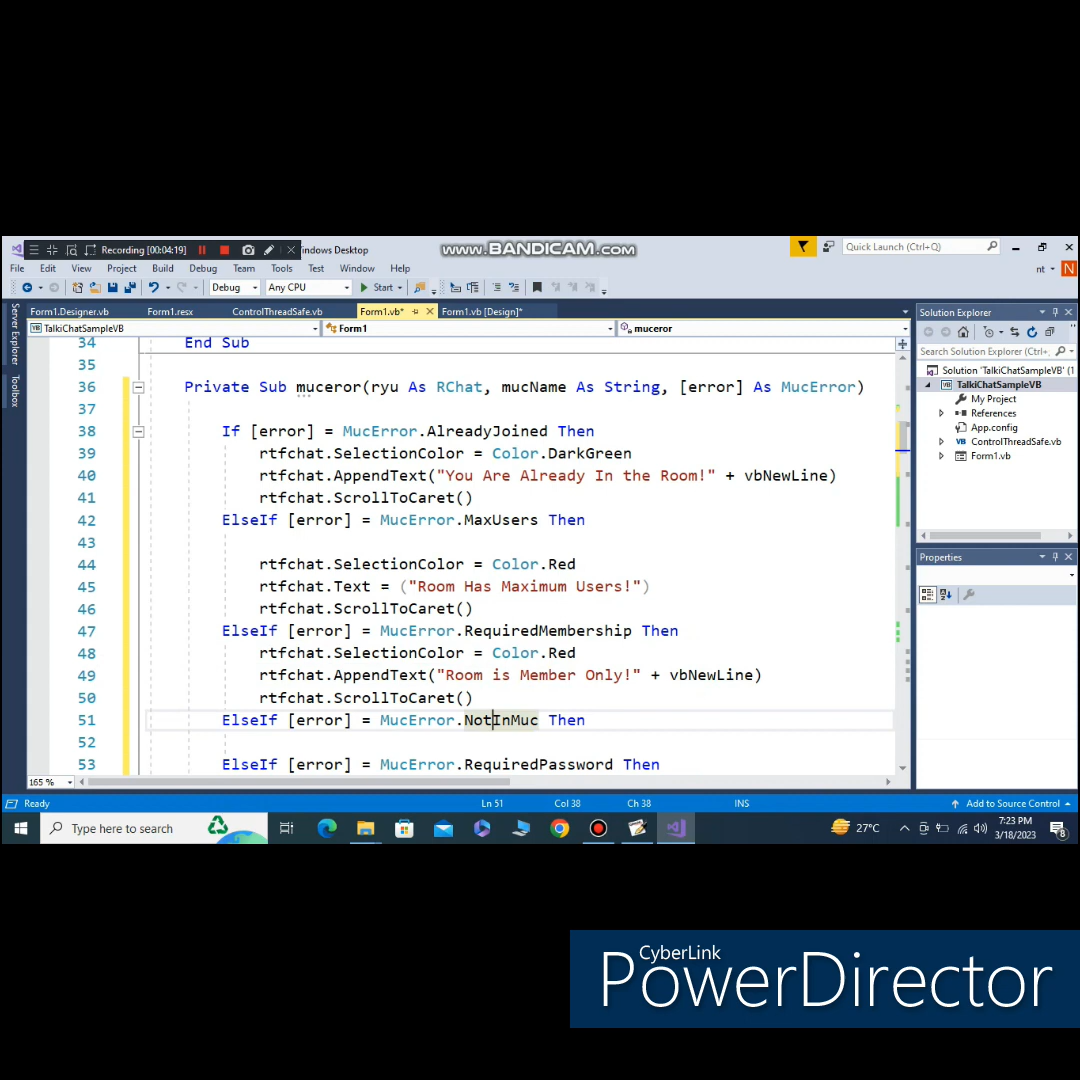 Recording [00:04:19]
indows Desktop
www.BANDICAM.com
Quick Launch (Ctrl+Q)
File Edit View Project Build Debug Team Tools Test Window Help
nt
N
Debug Any CPU Start
Server Explorer
Toolbox
Form1.Designer.vb Form1.resx ControlThreadSafe.vb Form1.vb* Form1.vb [Design]*
TalkiChatSampleVB Form1 muceror
34 End Sub
35
36 Private Sub muceror(ryu As RChat, mucName As String, [error] As MucError)
37
38 If [error] = MucError.AlreadyJoined Then
39 rtfchat.SelectionColor = Color.DarkGreen
40 rtfchat.AppendText("You Are Already In the Room!" + vbNewLine)
41 rtfchat.ScrollToCaret()
42 ElseIf [error] = MucError.MaxUsers Then
43
44 rtfchat.SelectionColor = Color.Red
45 rtfchat.Text = ("Room Has Maximum Users!")
46 rtfchat.ScrollToCaret()
47 ElseIf [error] = MucError.RequiredMembership Then
48 rtfchat.SelectionColor = Color.Red
49 rtfchat.AppendText("Room is Member Only!" + vbNewLine)
50 rtfchat.ScrollToCaret()
51 ElseIf [error] = MucError.NotInMuc Then
52
53 ElseIf [error] = MucError.RequiredPassword Then
165 %
Solution Explorer
Search Solution Explorer (Ctrl+;
Solution 'TalkiChatSampleVB' (1
TalkiChatSampleVB
My Project
References
App.config
ControlThreadSafe.vb
Form1.vb
Properties
Ready Ln 51 Col 38 Ch 38 INS Add to Source Control
Type here to search
27°C
7:23 PM
3/18/2023
8
CyberLink
PowerDirector